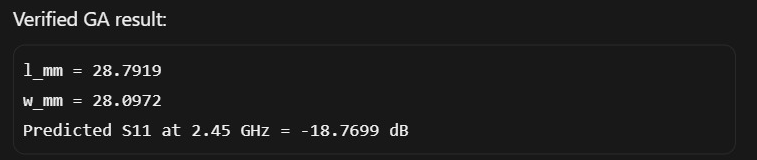 Verified GA result:
l_mm = 28.7919
w_mm = 28.0972
Predicted S11 at 2.45 GHz = -18.7699 dB